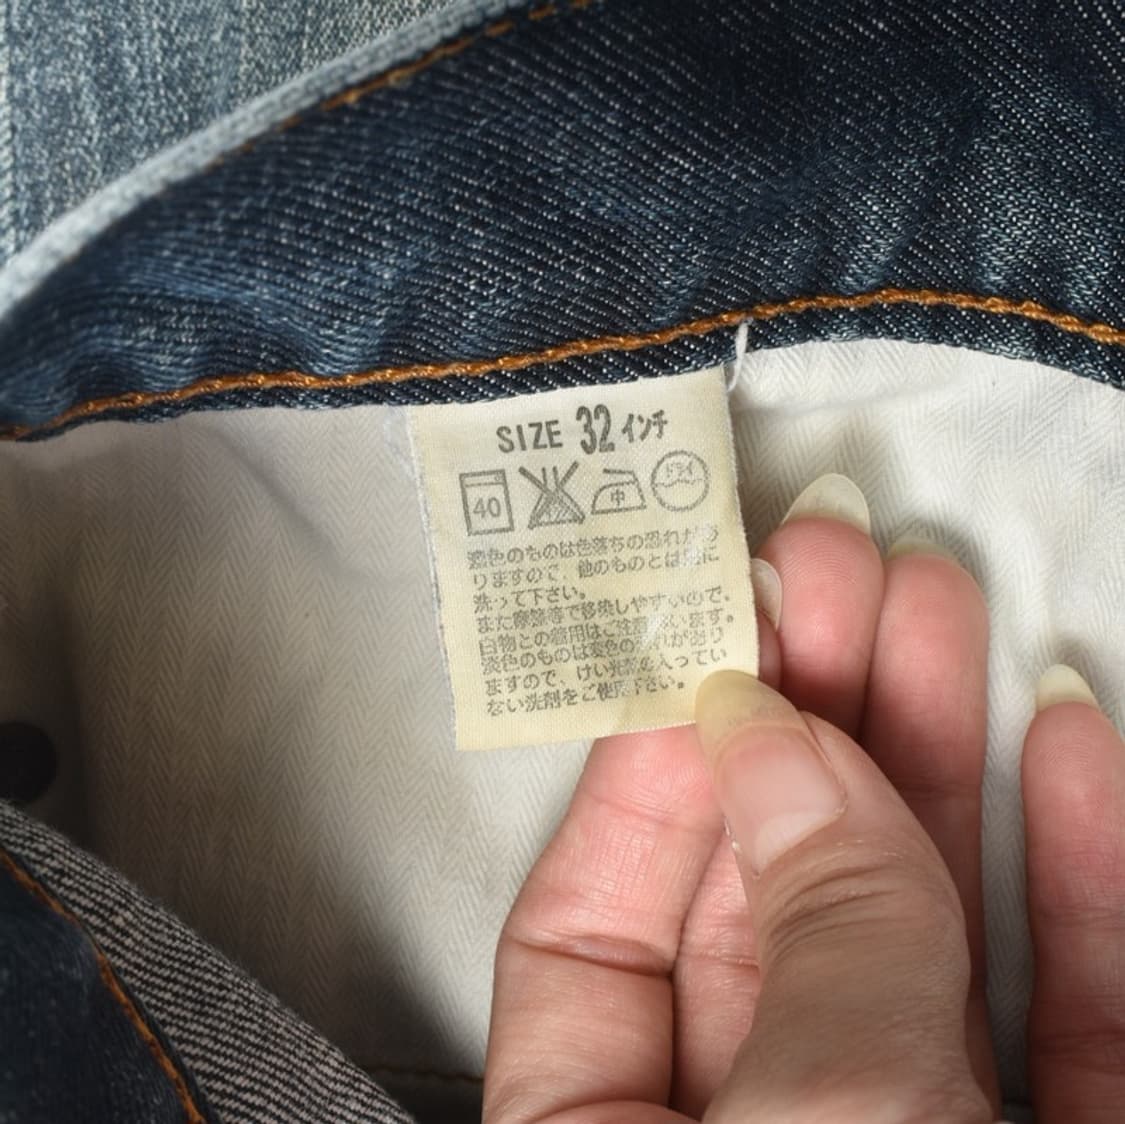 SIZE 32 インチ
40 中 ドライ
濃色のものは色落ちの恐れがあ
りますので、他のものとは別に
洗って下さい。
また摩擦等で移染しやすいので、
白物との着用はご注意願います。
淡色のものは変色の恐れがあり
ますので、けい光剤の入ってい
ない洗剤をご使用下さい。